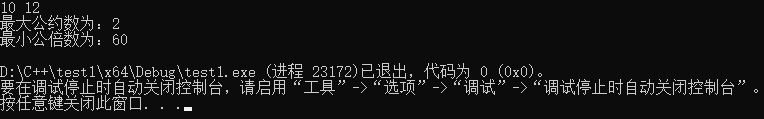 10 12
最大公约数为：2
最小公倍数为：60
D:\C++\test1\x64\Debug\test1.exe (进程 23172)已退出，代码为 0 (0x0)。
要在调试停止时自动关闭控制台，请启用“工具”->“选项”->“调试”->“调试停止时自动关闭控制台”。
按任意键关闭此窗口. . .